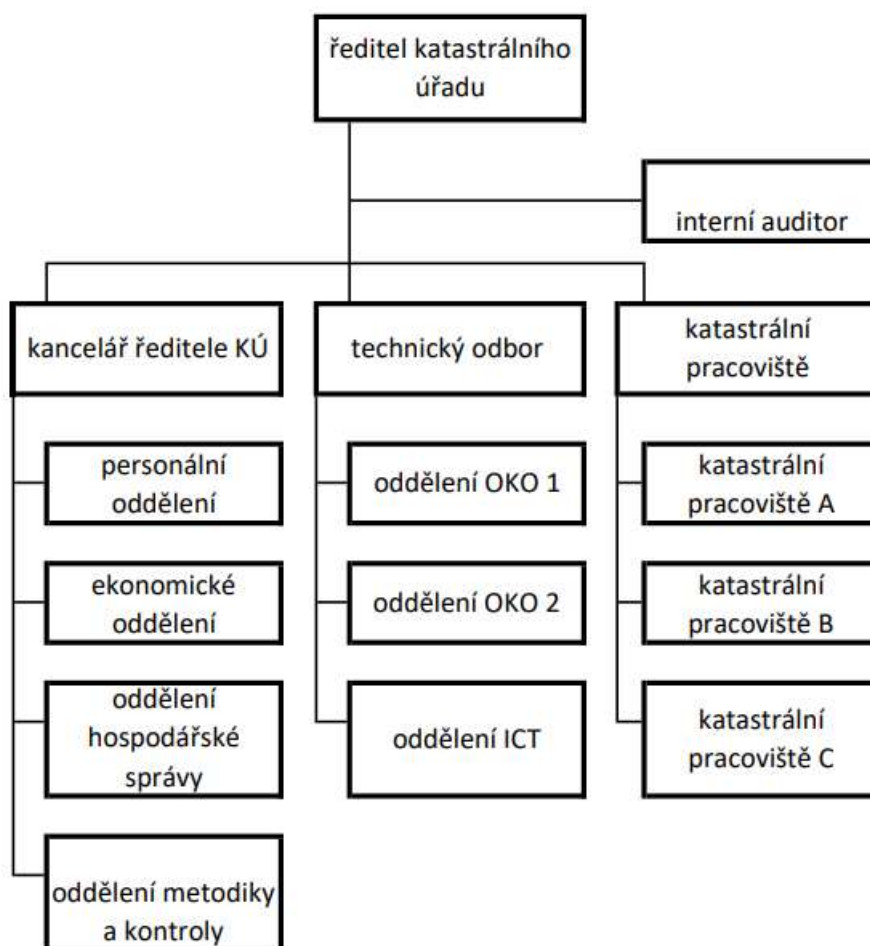 ředitel katastrálního
úřadu
interní auditor
kancelář ředitele KÚ
technický odbor
katastrální
pracoviště
personální
oddělení
oddělení OKO 1
katastrální
pracoviště A
ekonomické
oddělení
oddělení OKO 2
katastrální
pracoviště B
oddělení
hospodářské
správy
oddělení ICT
katastrální
pracoviště C
oddělení metodiky
a kontroly